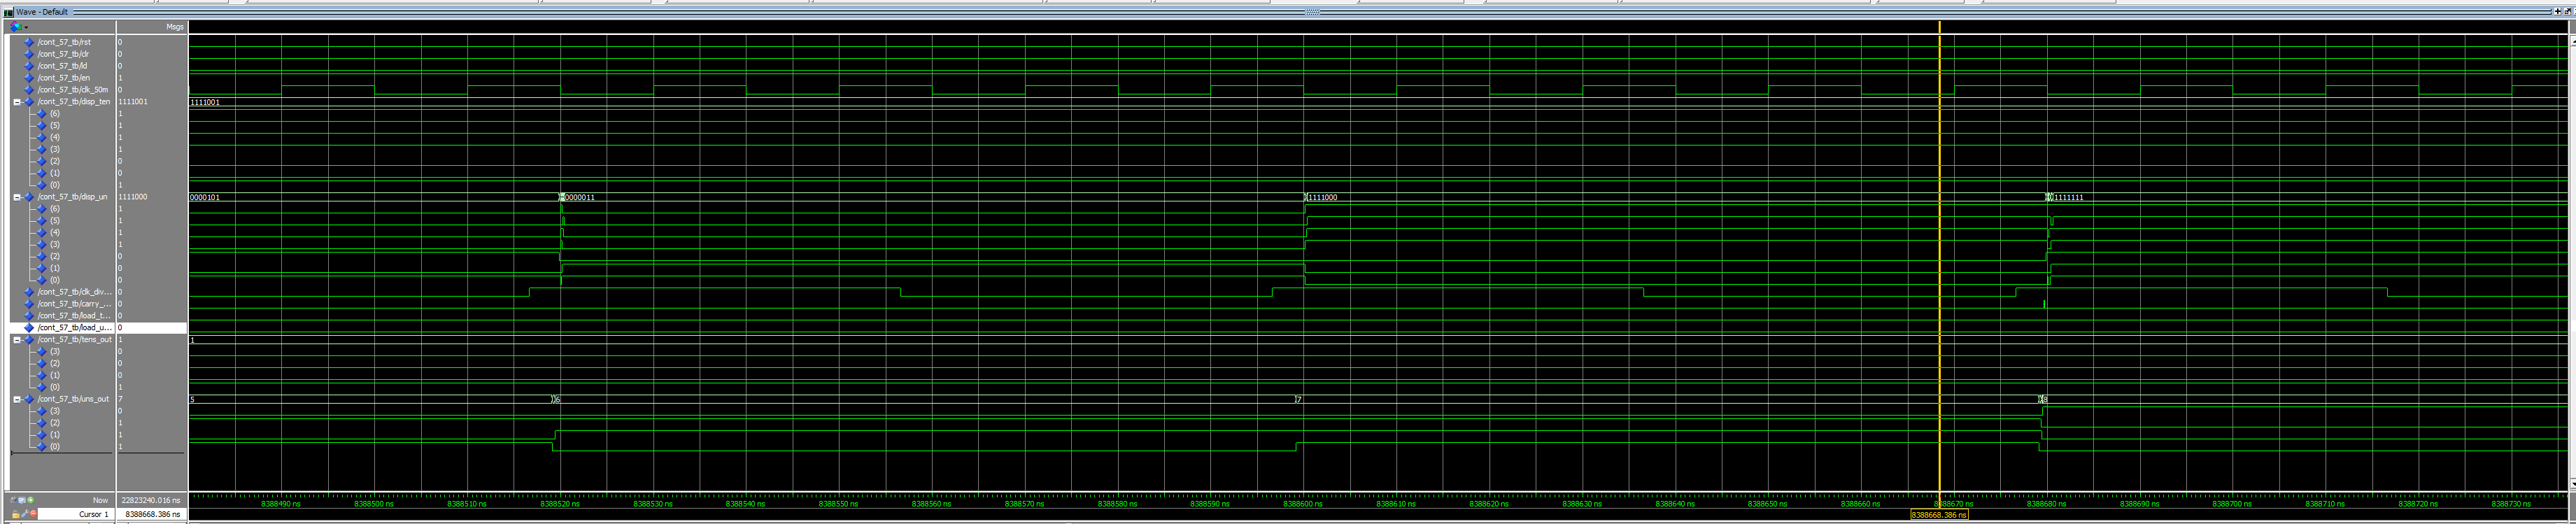 Wave - Default
Msgs
/cont_57_tb/rst 0
/cont_57_tb/clr 0
/cont_57_tb/ld 0
/cont_57_tb/en 1
/cont_57_tb/clk_50m 0
/cont_57_tb/disp_ten 1111001 1111001
(6) 1
(5) 1
(4) 1
(3) 1
(2) 0
(1) 0
(0) 1
/cont_57_tb/disp_un 1111000 0000101 0000011 1111000 1111111
(6) 1
(5) 1
(4) 1
(3) 1
(2) 0
(1) 0
(0) 0
/cont_57_tb/clk_div... 0
/cont_57_tb/carry_... 0
/cont_57_tb/load_t... 0
/cont_57_tb/load_u... 0
/cont_57_tb/tens_out 1 1
(3) 0
(2) 0
(1) 0
(0) 1
/cont_57_tb/uns_out 7 5 6 7 8
(3) 0
(2) 1
(1) 1
(0) 1
Now 22823240.016 ns 8388490 ns 8388500 ns 8388510 ns 8388520 ns 8388530 ns 8388540 ns 8388550 ns 8388560 ns 8388570 ns 8388580 ns 8388590 ns 8388600 ns 8388610 ns 8388620 ns 8388630 ns 8388640 ns 8388650 ns 8388660 ns 8388670 ns 8388680 ns 8388690 ns 8388700 ns 8388710 ns 8388720 ns 8388730 ns
Cursor 1 8388668.386 ns 8388668.386 ns